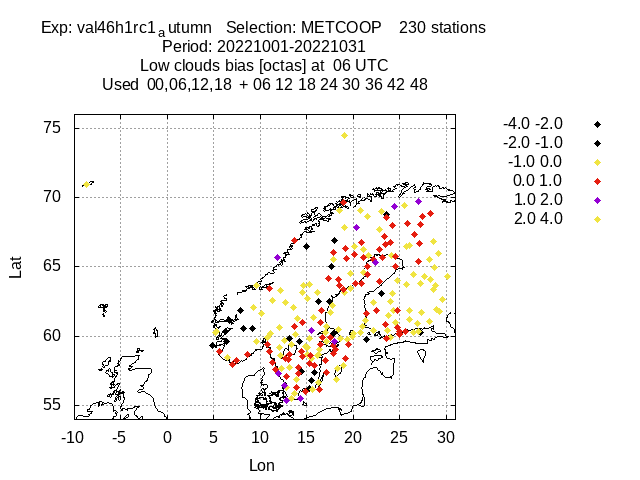 Exp: val46h1rc1ₐutumn Selection: METCOOP 230 stations
Period: 20221001-20221031
Low clouds bias [octas] at 06 UTC
Used 00,06,12,18 + 06 12 18 24 30 36 42 48
-4.0 -2.0
-2.0 -1.0
-1.0 0.0
0.0 1.0
1.0 2.0
2.0 4.0
75
70
65
60
55
Lat
-10 -5 0 5 10 15 20 25 30
Lon